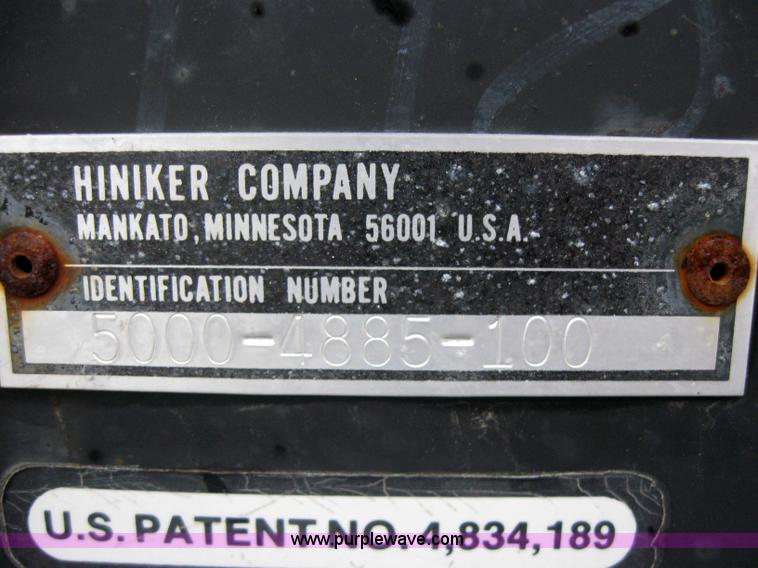 HINIKER COMPANY
MANKATO, MINNESOTA 56001 U.S.A.
IDENTIFICATION NUMBER
5000-4885-100
U.S. PATENT NO. 4,834,189
www.purplewave.com